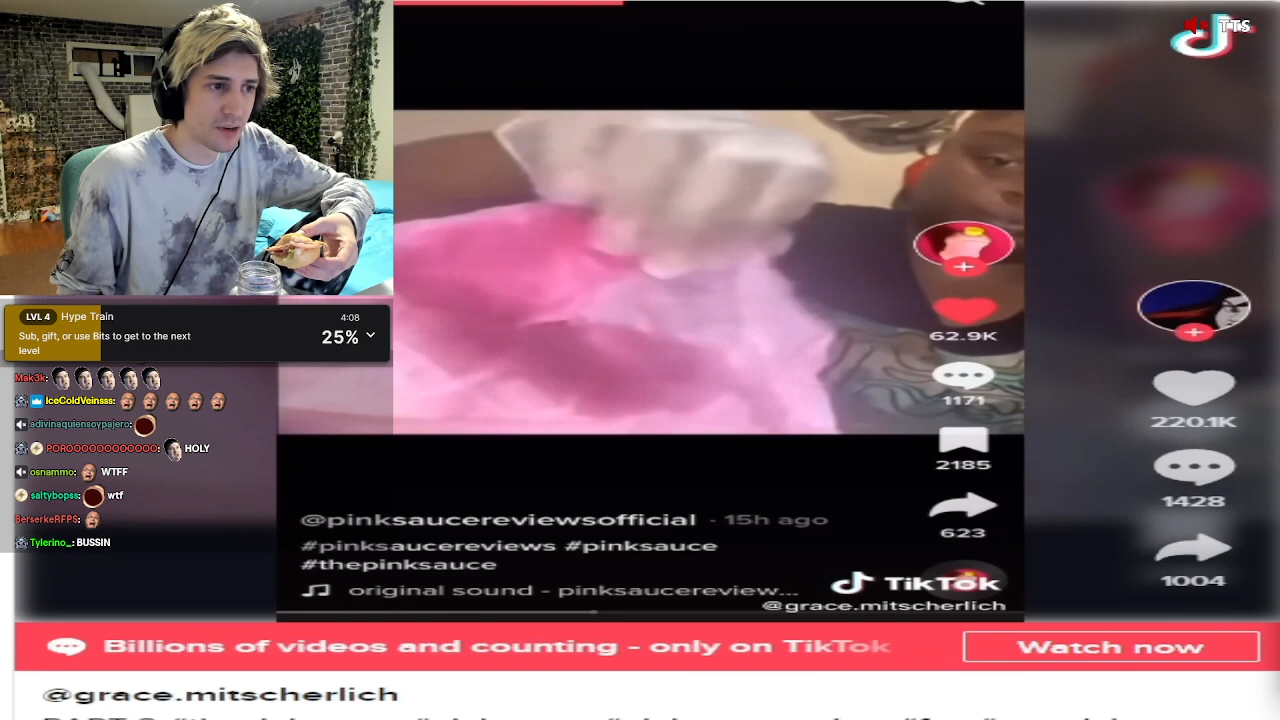 TTS
LVL 4 Hype Train
4:08
Sub, gift, or use Bits to get to the next
level
25%
Mak3k:
IceColdVeinsss:
adivinaquiensoypajero:
POROOOOOOOOOOO: HOLY
osnammo: WTFF
saltybopss: wtf
BerserkeRFPS:
Tylerino_: BUSSIN
62.9K
1171
2185
623
220.1K
1428
1004
@pinksaucereviewsofficial · 15h ago
#pinksaucereviews #pinksauce
#thepinksauce
original sound - pinksaucereview...
TikTok
@grace.mitscherlich
Billions of videos and counting - only on TikTok
Watch now
@grace.mitscherlich